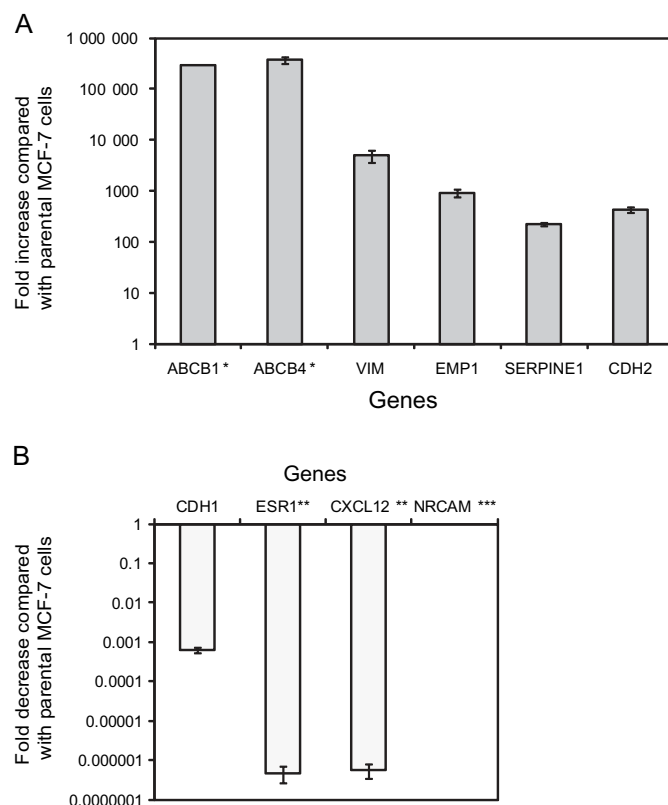 A
Fold increase compared
with parental MCF-7 cells
1 000 000
100 000
10 000
1000
100
10
1
ABCB1 * ABCB4 * VIM EMP1 SERPINE1 CDH2
Genes
B
Genes
CDH1 ESR1** CXCL12 ** NRCAM ***
Fold decrease compared
with parental MCF-7 cells
1
0.1
0.01
0.001
0.0001
0.00001
0.000001
0.0000001